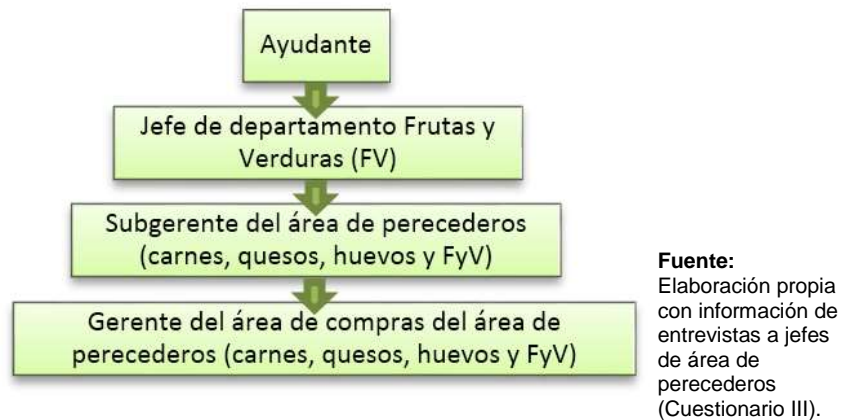 Ayudante
Jefe de departamento Frutas y
Verduras (FV)
Subgerente del área de perecederos
(carnes, quesos, huevos y FyV)
Gerente del área de compras del área de
perecederos (carnes, quesos, huevos y FyV)
Fuente:
Elaboración propia
con información de
entrevistas a jefes
de área de
perecederos
(Cuestionario III).